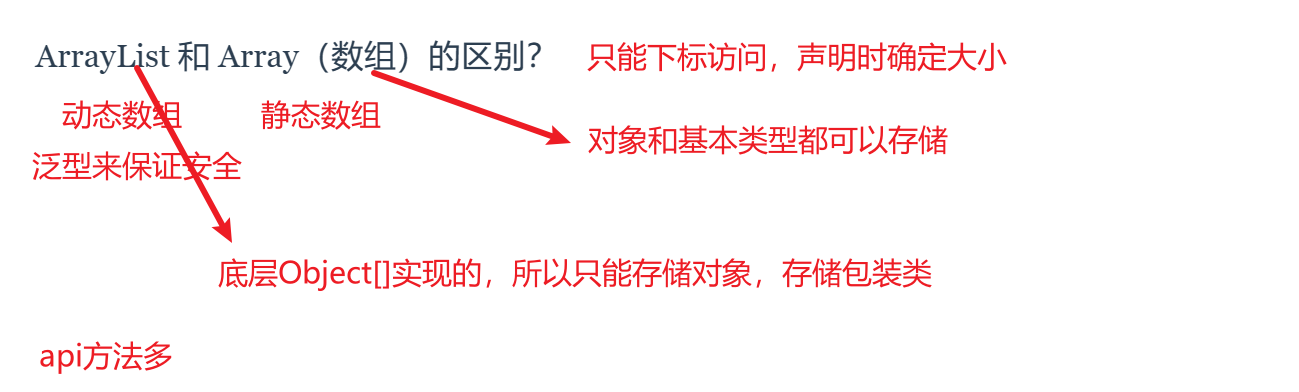 ArrayList 和 Array（数组）的区别？ 只能下标访问，声明时确定大小
动态数组 静态数组
对象和基本类型都可以存储
泛型来保证安全
底层Object[]实现的，所以只能存储对象，存储包装类
api方法多